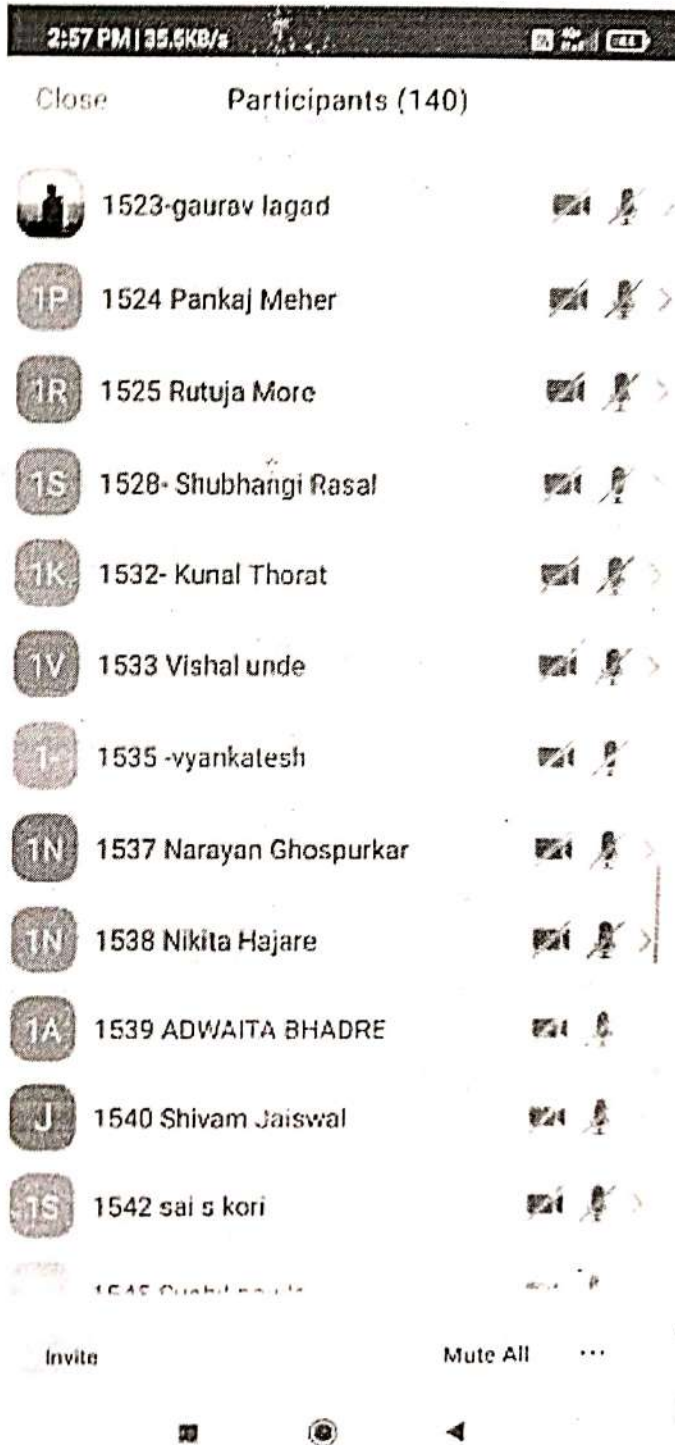 2:57 PM | 35.5KB/s
Close Participants (140)
1523-gaurav lagad
1P 1524 Pankaj Meher
1R 1525 Rutuja More
1S 1528- Shubhangi Rasal
1K 1532- Kunal Thorat
1V 1533 Vishal unde
1- 1535 -vyankatesh
1N 1537 Narayan Ghospurkar
1N 1538 Nikita Hajare
1A 1539 ADWAITA BHADRE
J 1540 Shivam Jaiswal
1S 1542 sai s kori
Invite Mute All ...